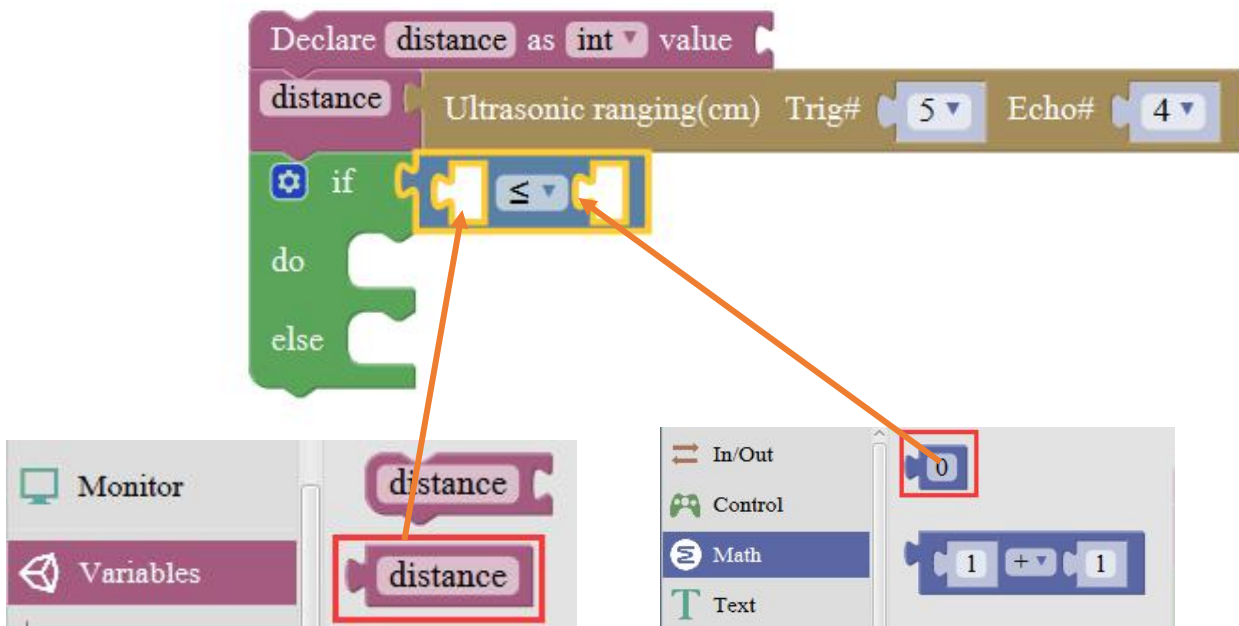 Declare distance as int value
distance Ultrasonic ranging(cm) Trig# 5 Echo# 4
if ≤
do
else
Monitor
Variables
distance
distance
In/Out
Control
Math
Text
0
1 + 1